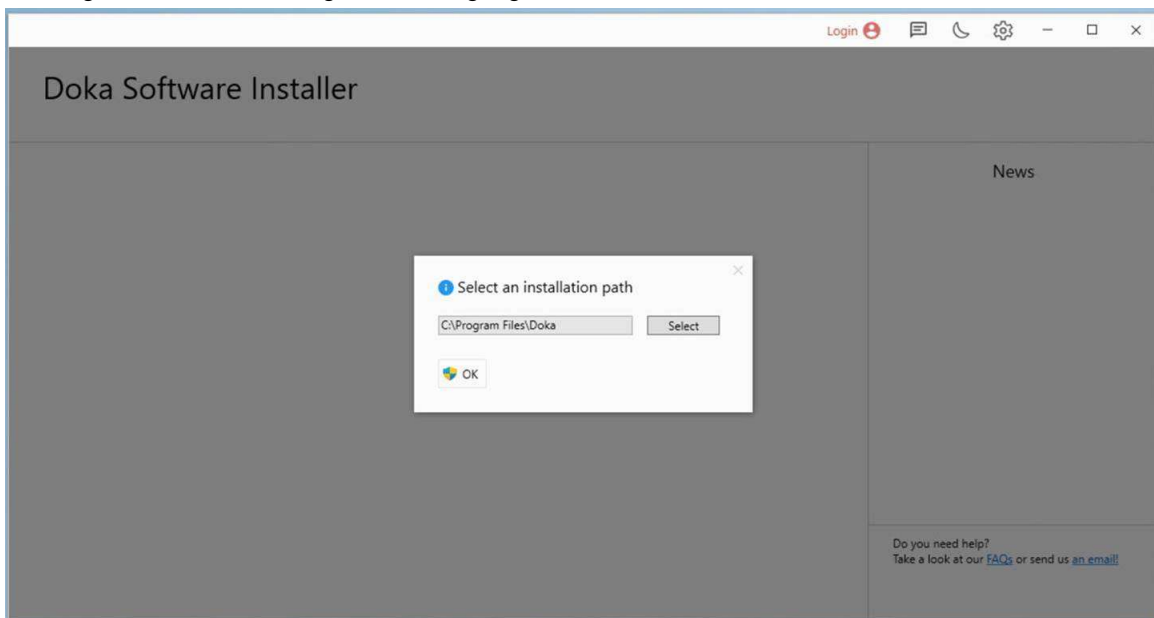 Login
Doka Software Installer
News
Select an installation path
C:\Program Files\Doka
Select
OK
Do you need help?
Take a look at our FAQs or send us an email!